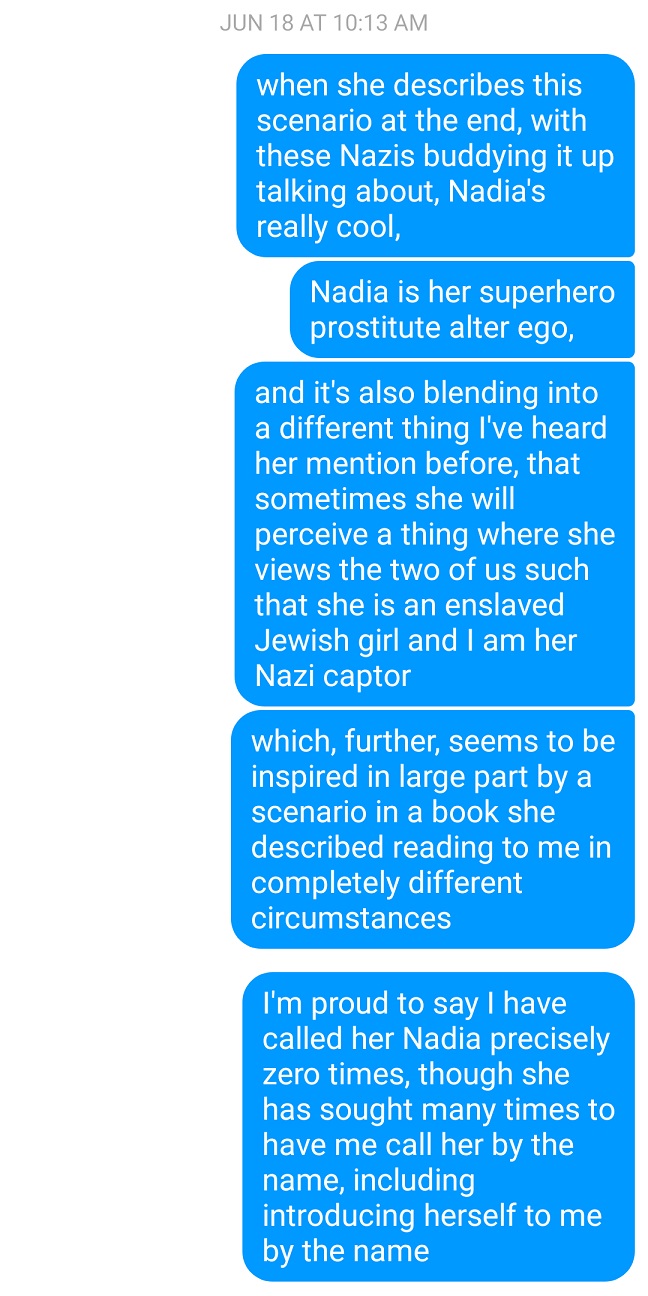 JUN 18 AT 10:13 AM
when she describes this
scenario at the end, with
these Nazis buddying it up
talking about, Nadia's
really cool,
Nadia is her superhero
prostitute alter ego,
and it's also blending into
a different thing I've heard
her mention before, that
sometimes she will
perceive a thing where she
views the two of us such
that she is an enslaved
Jewish girl and I am her
Nazi captor
which, further, seems to be
inspired in large part by a
scenario in a book she
described reading to me in
completely different
circumstances
I'm proud to say I have
called her Nadia precisely
zero times, though she
has sought many times to
have me call her by the
name, including
introducing herself to me
by the name